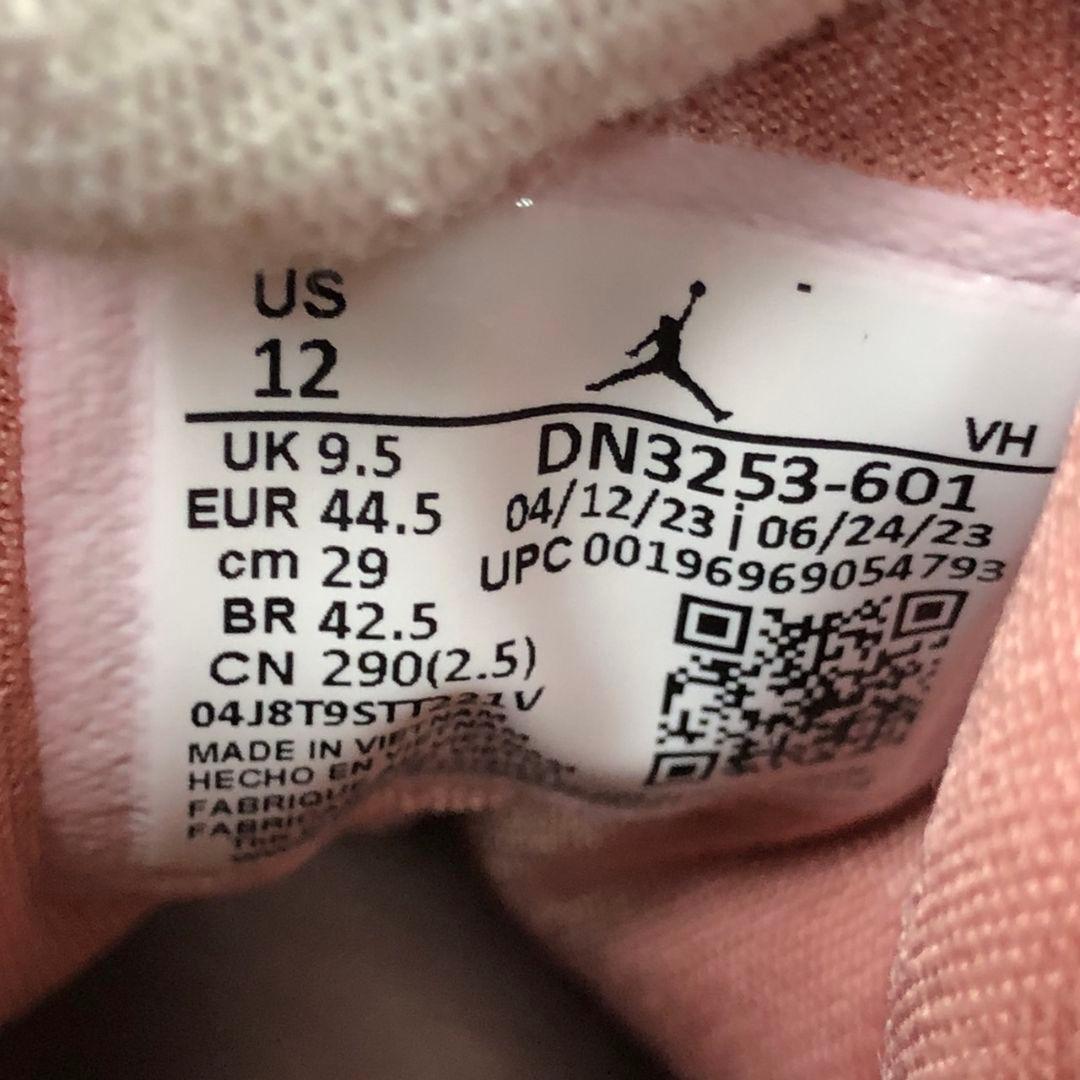 US
12
VH
UK 9.5
EUR 44.5
cm 29
BR 42.5
CN 290(2.5)
DN3253-601
04/12/23 | 06/24/23
UPC 00196969054793
MADE IN
HECHO EN